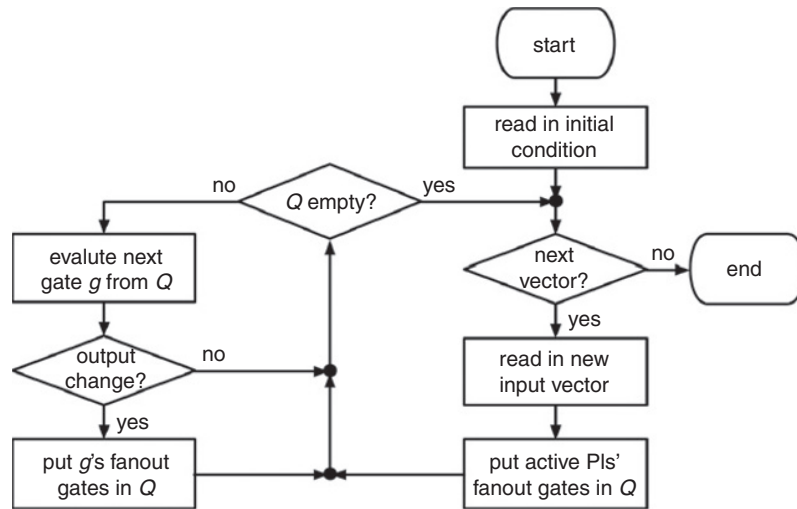 start
read in initial
condition
no
Q empty?
yes
evalute next
gate g from Q
next
vector?
no
end
yes
output
change?
no
read in new
input vector
yes
put g's fanout
gates in Q
put active PIs'
fanout gates in Q